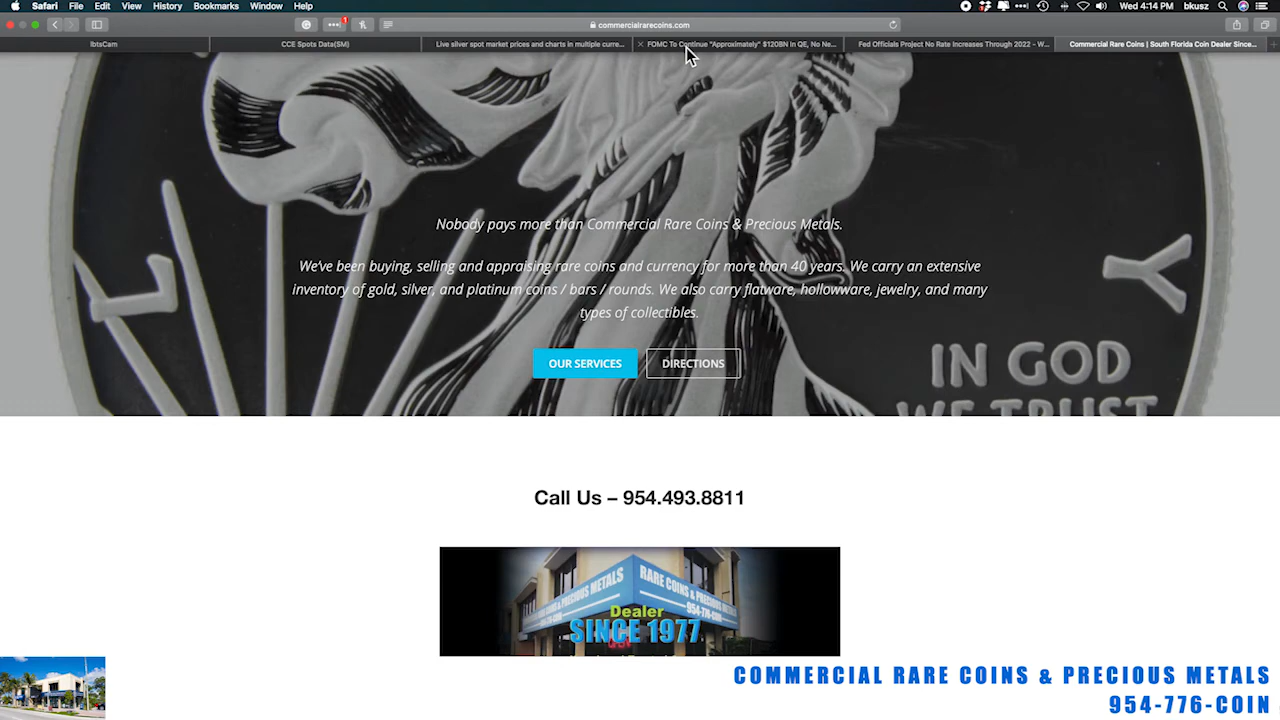 Safari File Edit View History Bookmarks Window Help
Wed 4:14 PM bkusz
commercialrarecoins.com
IbtsCam
CCE Spots Data(SM)
Live silver spot market prices and charts in multiple curre...
FOMC To Continue "Approximately" $120BN In QE, No Ne...
Fed Officials Project No Rate Increases Through 2022 - W...
Commercial Rare Coins | South Florida Coin Dealer Since...
L
Y
IN GOD
WE TRUST
Nobody pays more than Commercial Rare Coins & Precious Metals.
We've been buying, selling and appraising rare coins and currency for more than 40 years. We carry an extensive
inventory of gold, silver, and platinum coins / bars / rounds. We also carry flatware, hollowware, jewelry, and many
types of collectibles.
OUR SERVICES
DIRECTIONS
Call Us – 954.493.8811
RARE COINS & PRECIOUS METALS
954-776-COIN
Dealer
SINCE 1977
COMMERCIAL RARE COINS & PRECIOUS METALS
954-776-COIN